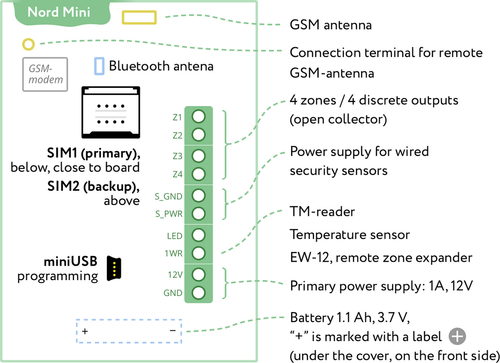 Nord Mini
GSM antenna
Connection terminal for remote
GSM-antenna
GSM-
modem
Bluetooth antena
4 zones / 4 discrete outputs
(open collector)
SIM1 (primary),
below, close to board
SIM2 (backup),
above
Z1
Z2
Z3
Z4
S_GND
S_PWR
LED
1WR
12V
GND
Power supply for wired
security sensors
TM-reader
Temperature sensor
EW-12, remote zone expander
miniUSB
programming
Primary power supply: 1A, 12V
+
−
Battery 1.1 Ah, 3.7 V,
“+” is marked with a label +
(under the cover, on the front side)